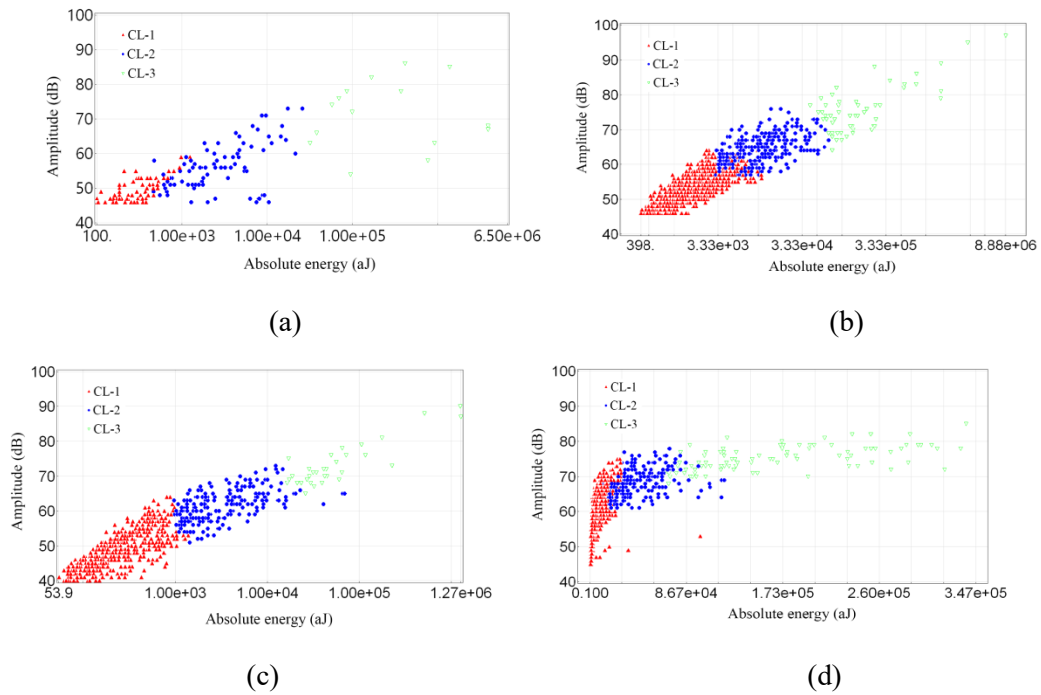 100
90
80
70
60
50
40
Amplitude (dB)
CL-1
CL-2
CL-3
100.
1.00e+03
1.00e+04
1.00e+05
6.50e+06
Absolute energy (aJ)
(a)
100
90
80
70
60
50
40
Amplitude (dB)
CL-1
CL-2
CL-3
398.
3.33e+03
3.33e+04
3.33e+05
8.88e+06
Absolute energy (aJ)
(b)
100
90
80
70
60
50
40
Amplitude (dB)
CL-1
CL-2
CL-3
53.9
1.00e+03
1.00e+04
1.00e+05
1.27e+06
Absolute energy (aJ)
(c)
100
90
80
70
60
50
40
Amplitude (dB)
CL-1
CL-2
CL-3
0.100
8.67e+04
1.73e+05
2.60e+05
3.47e+05
Absolute energy (aJ)
(d)